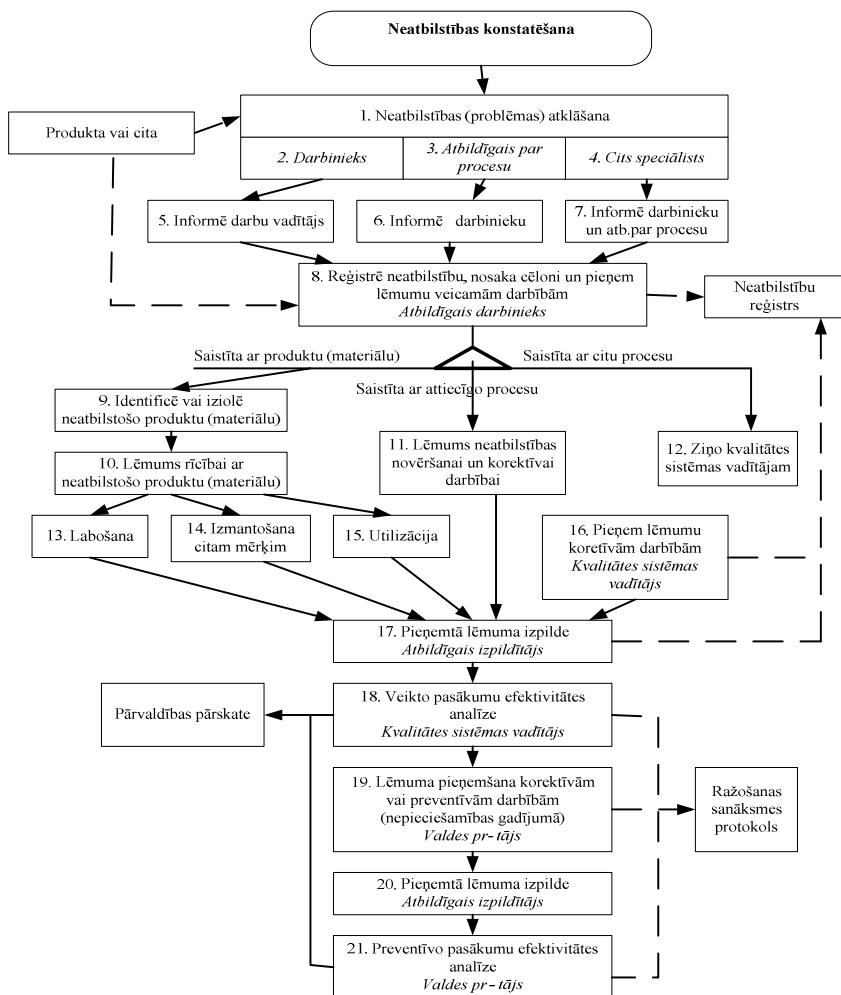 Neatbilstības konstatēšana
1. Neatbilstības (problēmas) atklāšana
Produkta vai cita
2. Darbinieks
3. Atbildīgais par
procesu
4. Cits speciālists
5. Informē darbu vadītājs
6. Informē darbinieku
7. Informē darbinieku
un atb.par procesu
8. Reģistrē neatbilstību, nosaka cēloni un pieņem
lēmumu veicamām darbībām
Atbildīgais darbinieks
Neatbilstību
reģistrs
Saistīta ar produktu (materiālu)
Saistīta ar citu procesu
Saistīta ar attiecīgo procesu
9. Identificē vai iziolē
neatbilstošo produktu (materiālu)
10. Lēmums rīcībai ar
neatbilstošo produktu (materiālu)
11. Lēmums neatbilstības
novēršanai un korektīvai
darbībai
12. Ziņo kvalitātes
sistēmas vadītājam
13. Labošana
14. Izmantošana
citam mērķim
15. Utilizācija
16. Pieņem lēmumu
koretīvām darbībām
Kvalitātes sistēmas
vadītājs
17. Pieņemtā lēmuma izpilde
Atbildīgais izpildītājs
Pārvaldības pārskate
18. Veikto pasākumu efektivitātes
analīze
Kvalitātes sistēmas vadītājs
19. Lēmuma pieņemšana korektīvām
vai preventīvām darbībām
(nepieciešamības gadījumā)
Valdes pr-tājs
Ražošanas
sanāksmes
protokols
20. Pieņemtā lēmuma izpilde
Atbildīgais izpildītājs
21. Preventīvo pasākumu efektivitātes
analīze
Valdes pr-tājs